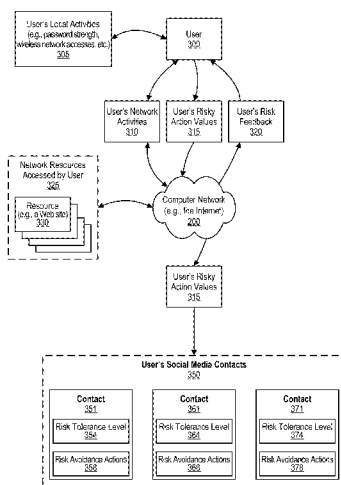 User's Local Activities
(e.g., password strength,
wireless network accesses, etc.)
305
User
300
User's Network
Activities
310
User's Risky
Action Values
315
User's Risk
Feedback
320
Network Resources
Accessed by User
325
Resource
(e.g., a Web site)
330
Computer Network
(e.g., the Internet)
200
User's Risky
Action Values
315
User's Social Media Contacts
350
Contact
351
Risk Tolerance Level
354
Risk Avoidance Actions
358
Contact
361
Risk Tolerance Level
364
Risk Avoidance Actions
368
Contact
371
Risk Tolerance Level
374
Risk Avoidance Actions
378